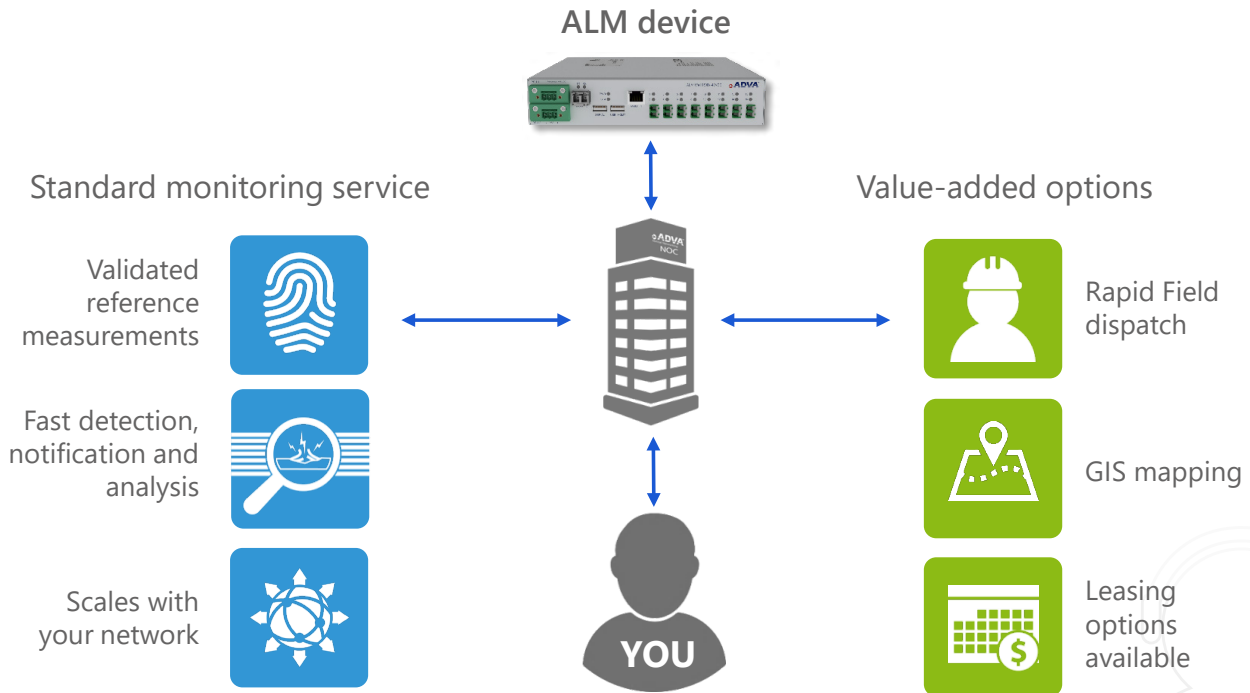 ALM device
ADVA
Standard monitoring service
Value-added options
ADVA
NOC
Validated
reference
measurements
Rapid Field
dispatch
Fast detection,
notification and
analysis
GIS mapping
Scales with
your network
YOU
Leasing
options
available
$